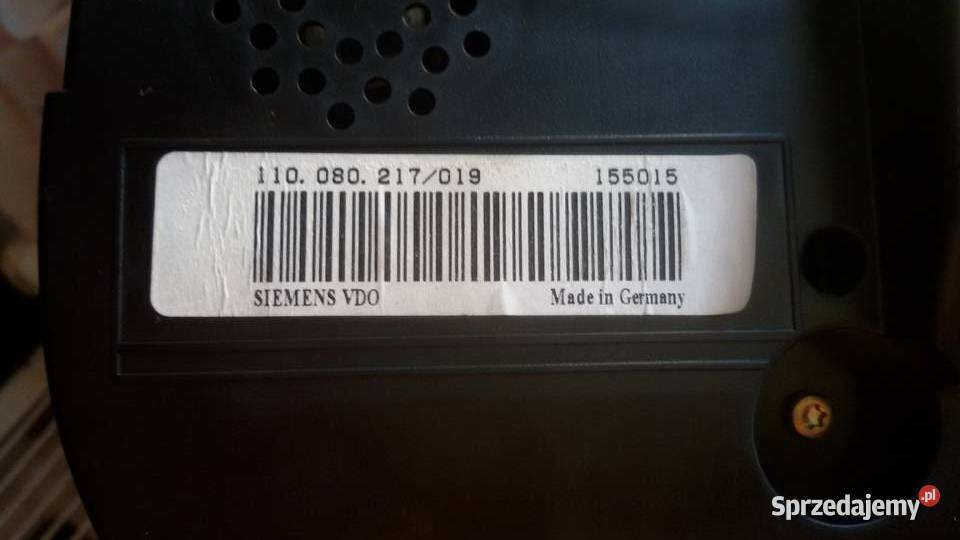 110. 080. 217/019 155015
SIEMENS VDO Made in Germany
Sprzedajemy.pl